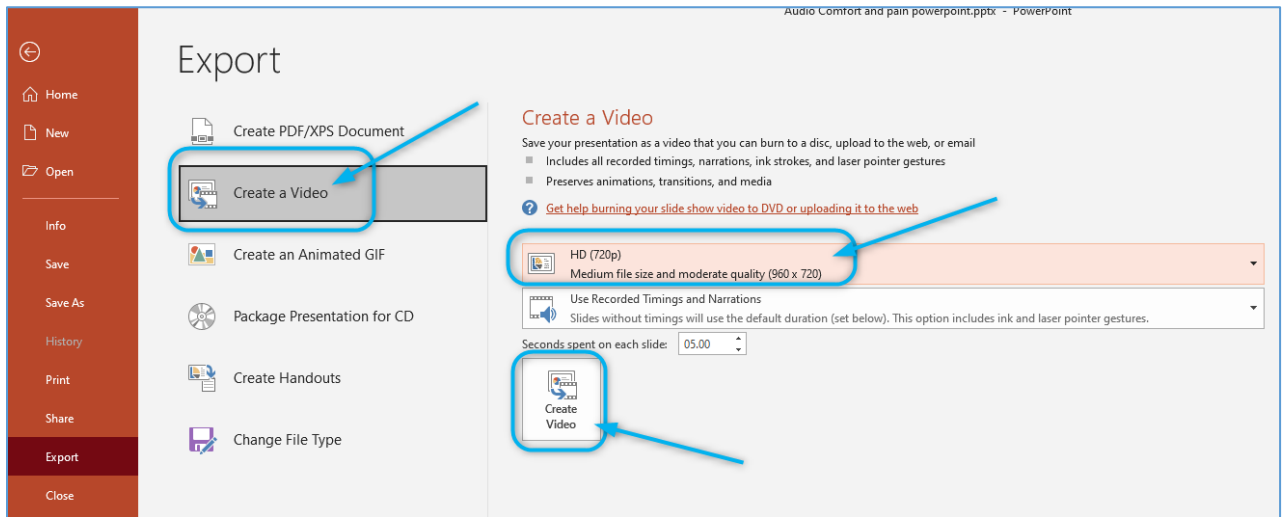 Audio Comfort and pain powerpoint.pptx - PowerPoint
Home
New
Open
Info
Save
Save As
History
Print
Share
Export
Close
Export
Create PDF/XPS Document
Create a Video
Create an Animated GIF
Package Presentation for CD
Create Handouts
Change File Type
Create a Video
Save your presentation as a video that you can burn to a disc, upload to the web, or email
Includes all recorded timings, narrations, ink strokes, and laser pointer gestures
Preserves animations, transitions, and media
Get help burning your slide show video to DVD or uploading it to the web
HD (720p)
Medium file size and moderate quality (960 x 720)
Use Recorded Timings and Narrations
Slides without timings will use the default duration (set below). This option includes ink and laser pointer gestures.
Seconds spent on each slide: 05.00
Create
Video